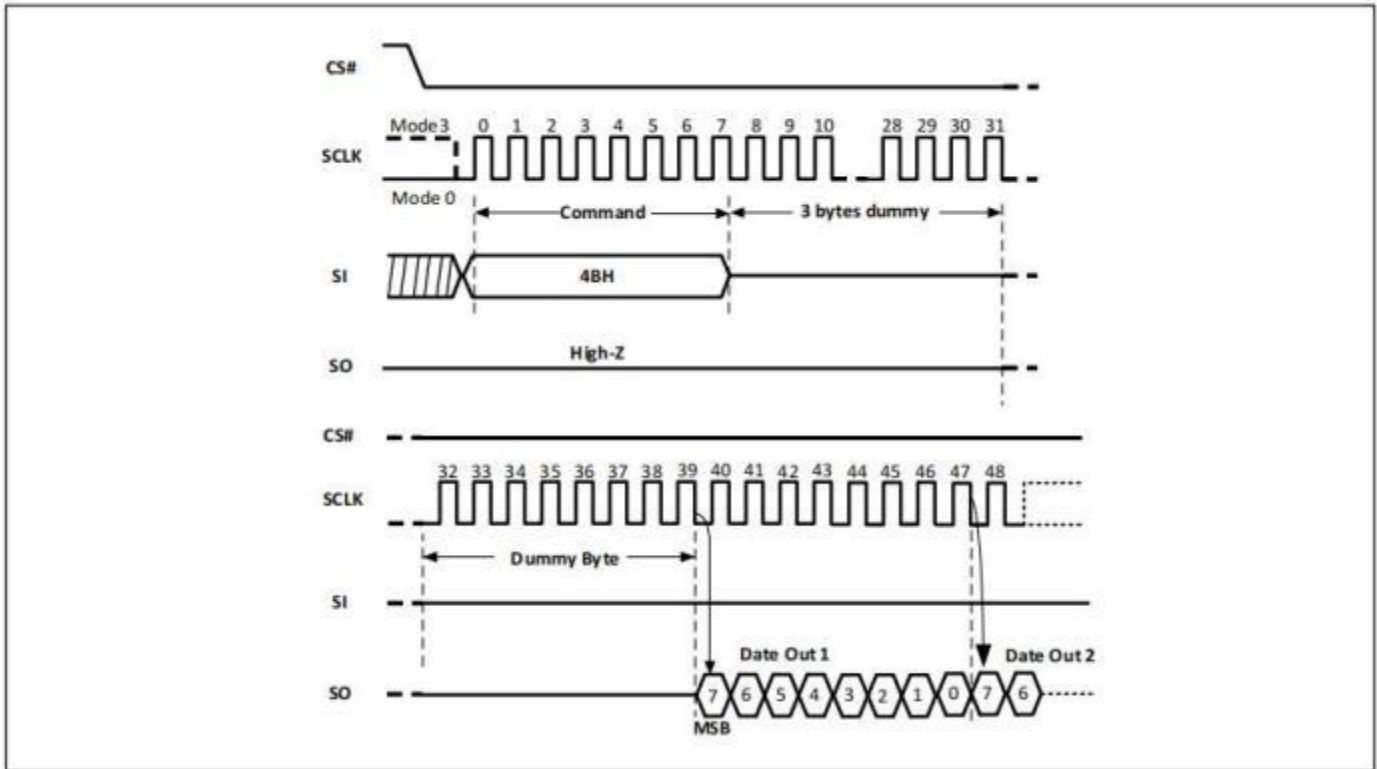 CS#
Mode3 0 1 2 3 4 5 6 7 8 9 10 28 29 30 31
SCLK
Mode 0
Command 3 bytes dummy
SI 4BH
High-Z
SO
CS#
32 33 34 35 36 37 38 39 40 41 42 43 44 45 46 47 48
SCLK
Dummy Byte
SI
Date Out 1 Date Out 2
SO 7 6 5 4 3 2 1 0 7 6
MSB